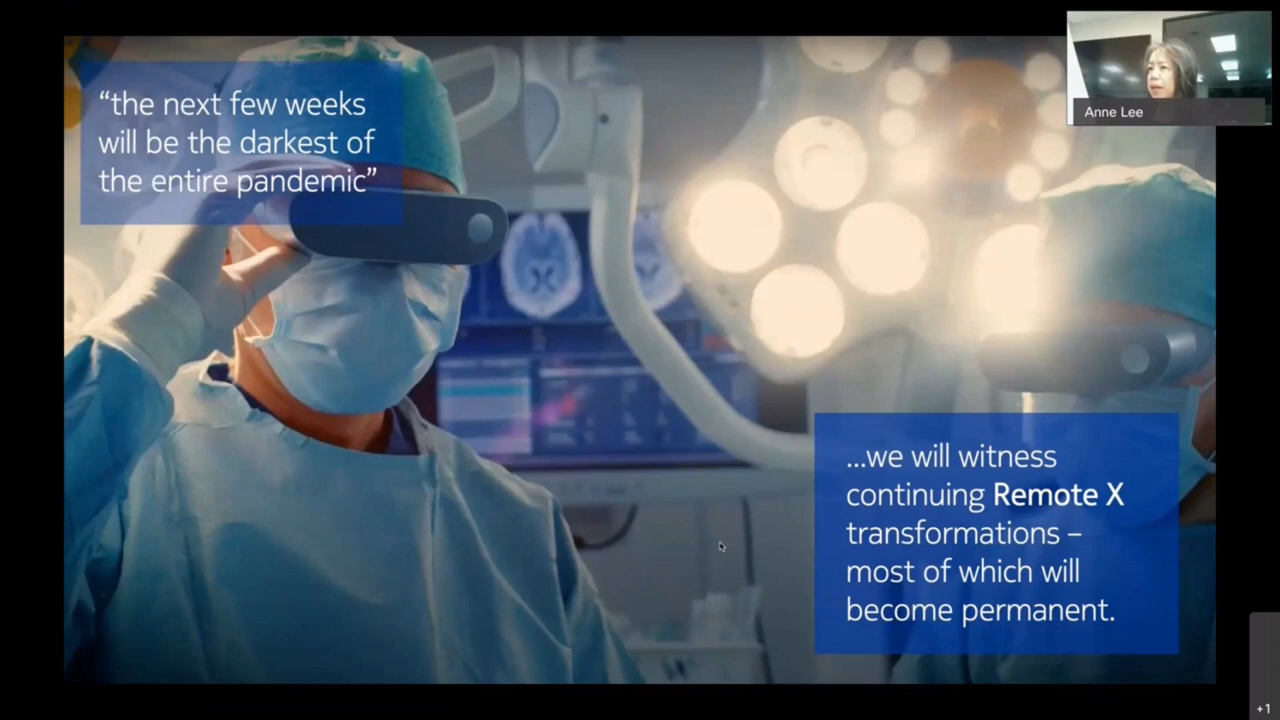 “the next few weeks
will be the darkest of
the entire pandemic”
Anne Lee
...we will witness
continuing Remote X
transformations –
most of which will
become permanent.
+1